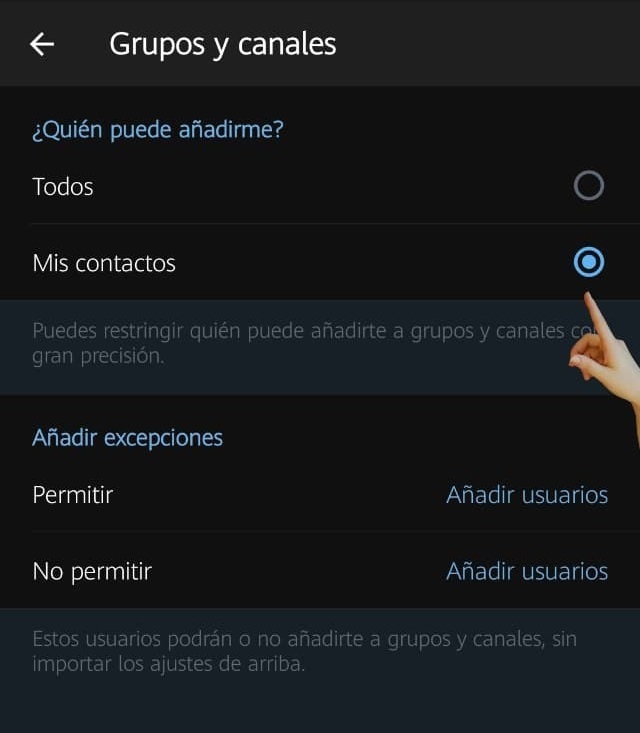 Grupos y canales
¿Quién puede añadirme?
Todos
Mis contactos
Puedes restringir quién puede añadirte a grupos y canales
gran precisión.
Añadir excepciones
Permitir
Añadir usuarios
No permitir
Añadir usuarios
Estos usuarios podrán o no añadirte a grupos y canales, sin
importar los ajustes de arriba.